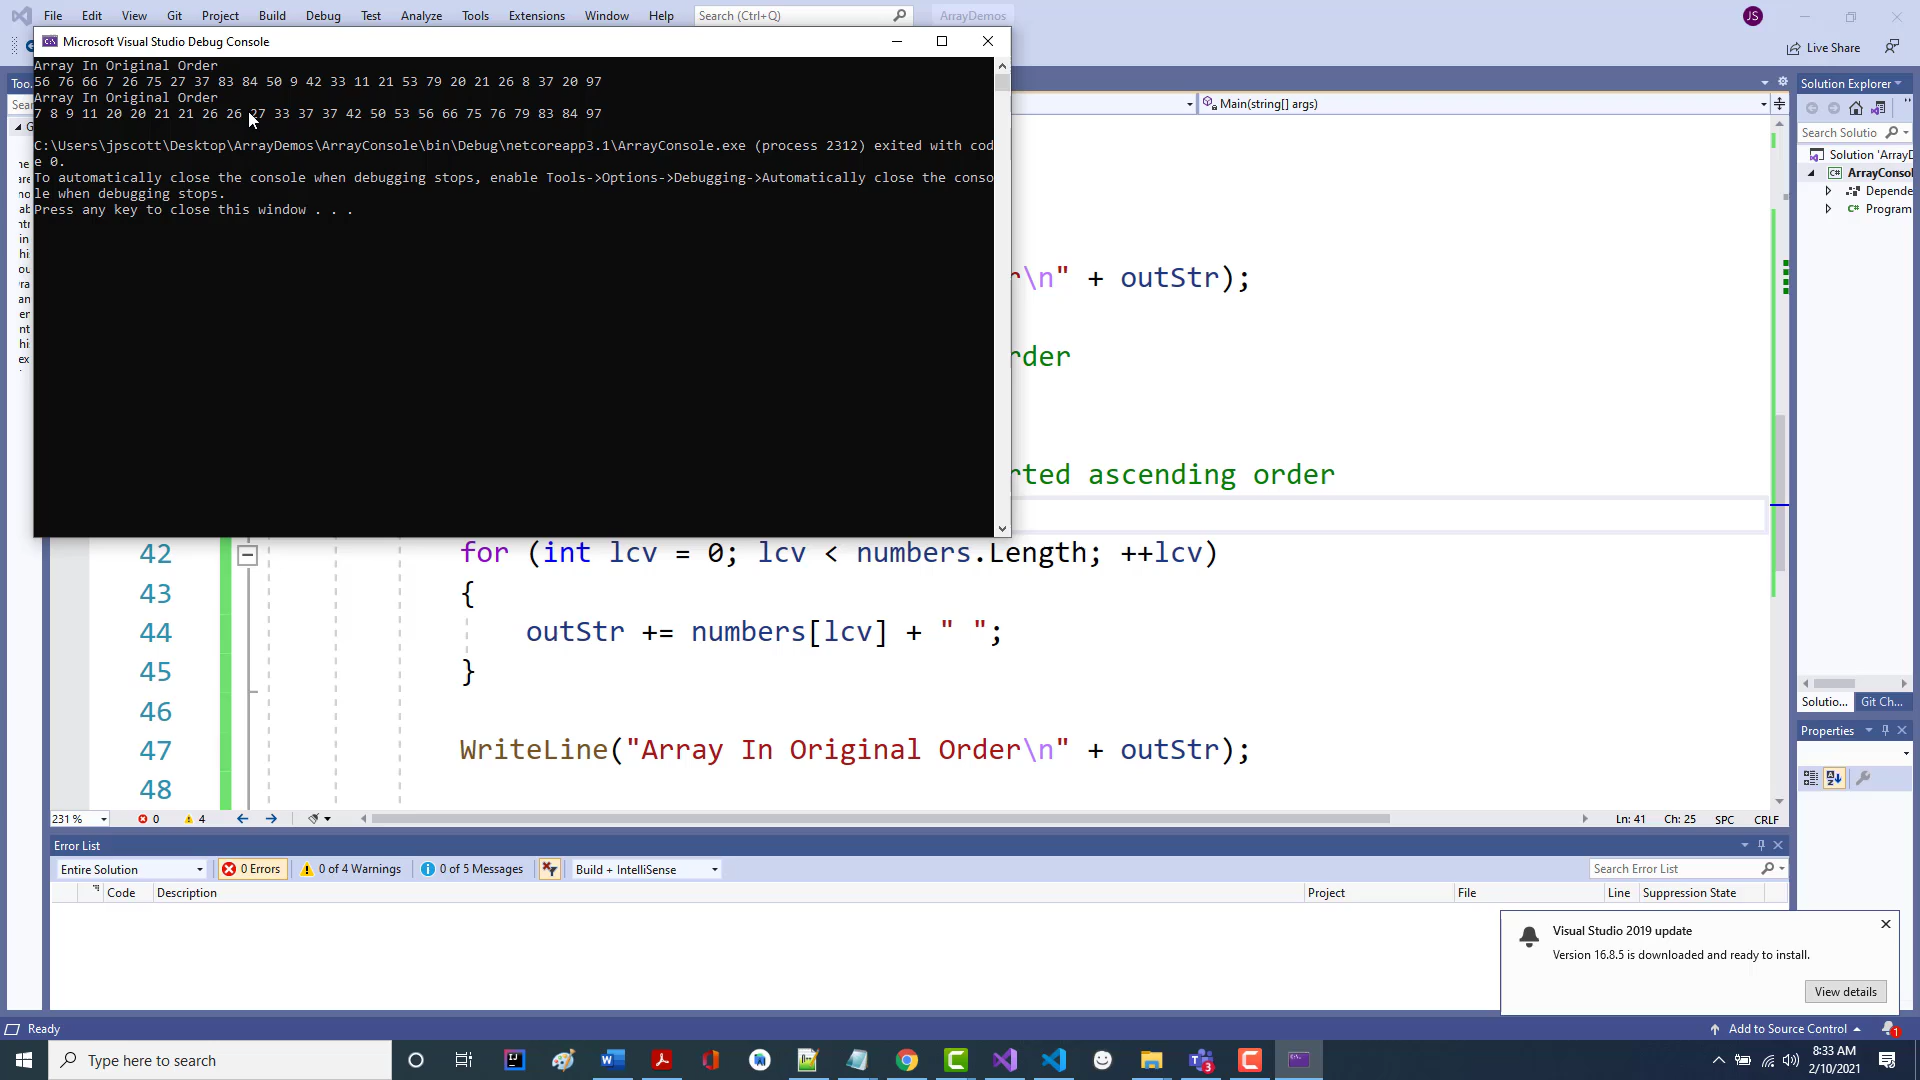 File Edit View Git Project Build Debug Test Analyze Tools Extensions Window Help Search (Ctrl+Q) ArrayDemos JS
Live Share
Microsoft Visual Studio Debug Console
Array In Original Order
56 76 66 7 26 75 27 37 83 84 50 9 42 33 11 21 53 79 20 21 26 8 37 20 97
Array In Original Order
7 8 9 11 20 20 21 21 26 26 27 33 37 37 42 50 53 56 66 75 76 79 83 84 97
C:\Users\jpscott\Desktop\ArrayDemos\ArrayConsole\bin\Debug\netcoreapp3.1\ArrayConsole.exe (process 2312) exited with cod
e 0.
To automatically close the console when debugging stops, enable Tools->Options->Debugging->Automatically close the conso
le when debugging stops.
Press any key to close this window . . .
Main(string[] args)
r\n" + outStr);
rder
rted ascending order
42 for (int lcv = 0; lcv < numbers.Length; ++lcv)
43 {
44 outStr += numbers[lcv] + " ";
45 }
46
47 WriteLine("Array In Original Order\n" + outStr);
48
231 % 0 4 Ln: 41 Ch: 25 SPC CRLF
Solution Explorer
Search Solutio
Solution 'ArrayD
ArrayConsol
Depende
Program
Solutio... Git Ch...
Properties
Error List
Entire Solution 0 Errors 0 of 4 Warnings 0 of 5 Messages Build + IntelliSense Search Error List
Code Description Project File Line Suppression State
Visual Studio 2019 update
Version 16.8.5 is downloaded and ready to install.
View details
Ready Add to Source Control 1
Type here to search 3 8:33 AM
2/10/2021